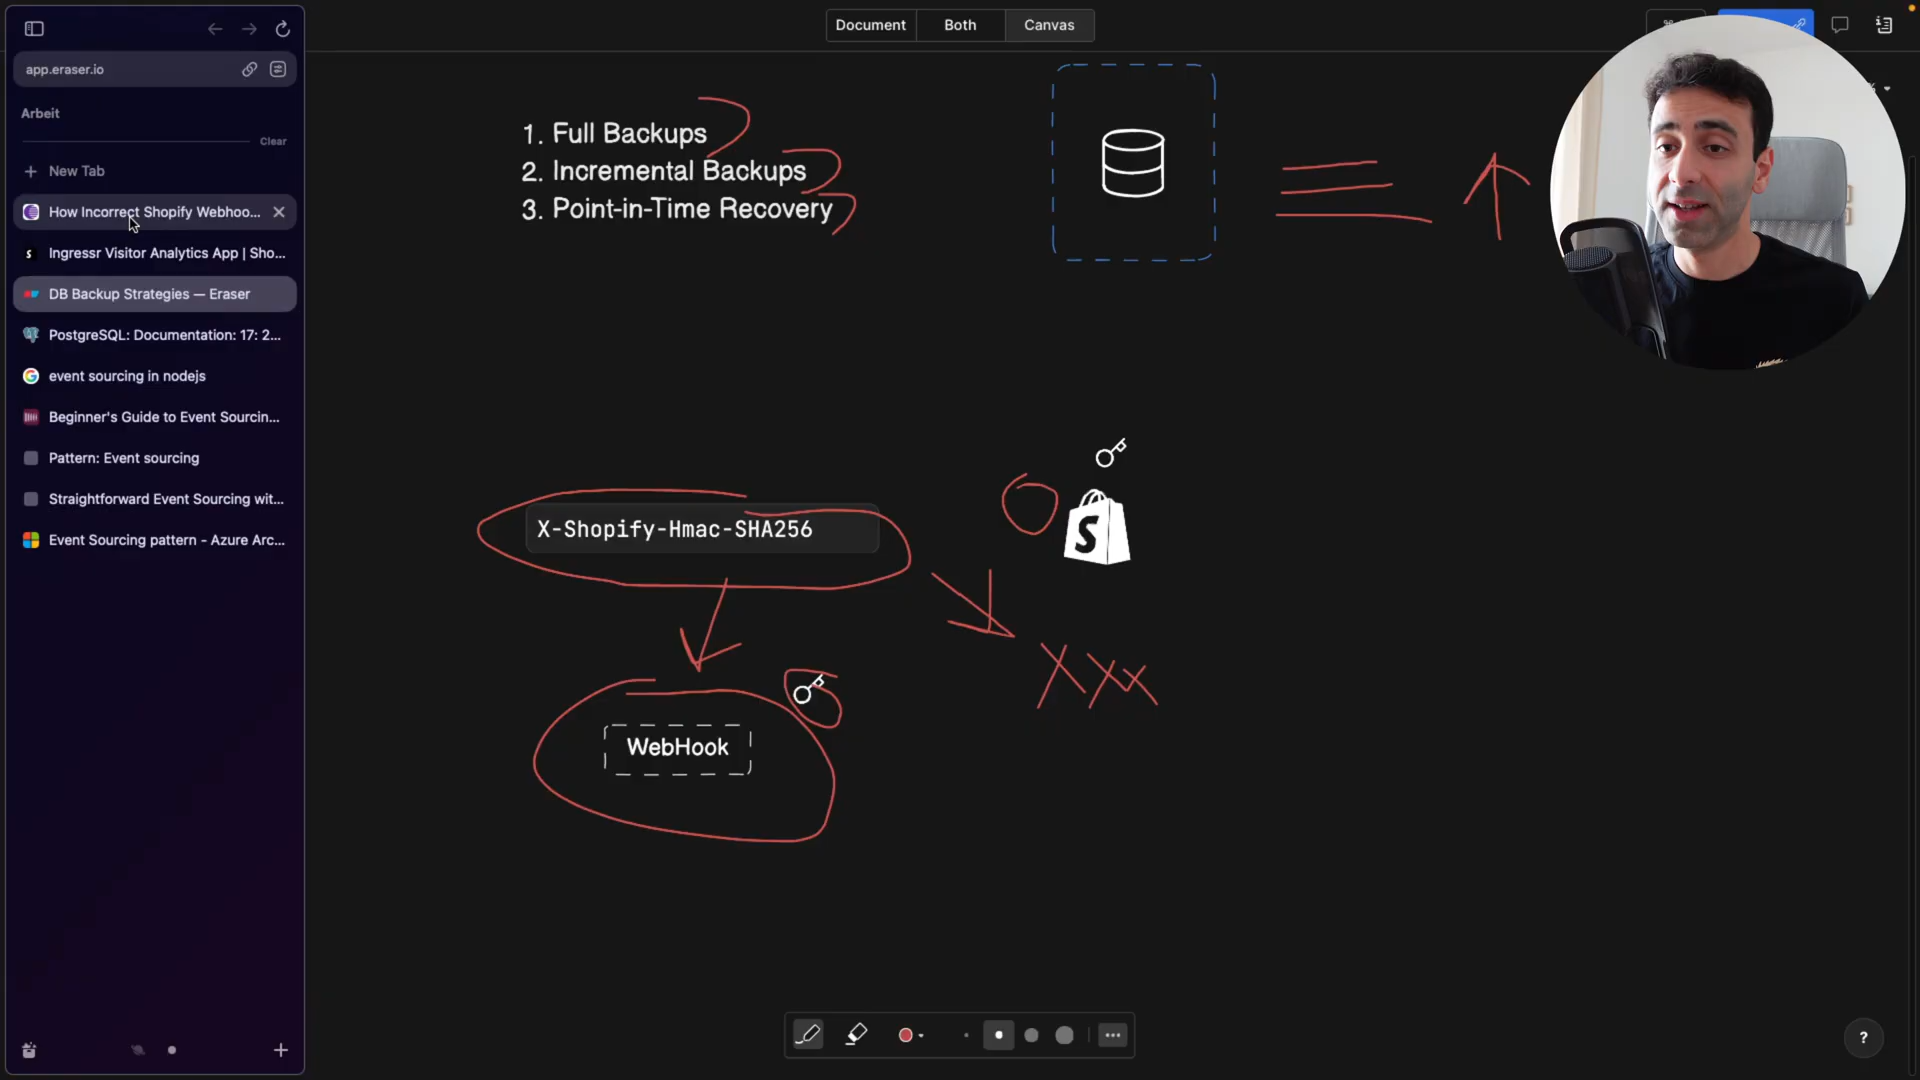 Document
Both
Canvas
app.eraser.io
Arbeit
Clear
New Tab
How Incorrect Shopify Webhoo...
Ingressr Visitor Analytics App | Sho...
DB Backup Strategies — Eraser
PostgreSQL: Documentation: 17: 2...
event sourcing in nodejs
Beginner's Guide to Event Sourcin...
Pattern: Event sourcing
Straightforward Event Sourcing wit...
Event Sourcing pattern - Azure Arc...
1. Full Backups
2. Incremental Backups
3. Point-in-Time Recovery
X-Shopify-Hmac-SHA256
XXX
WebHook
?